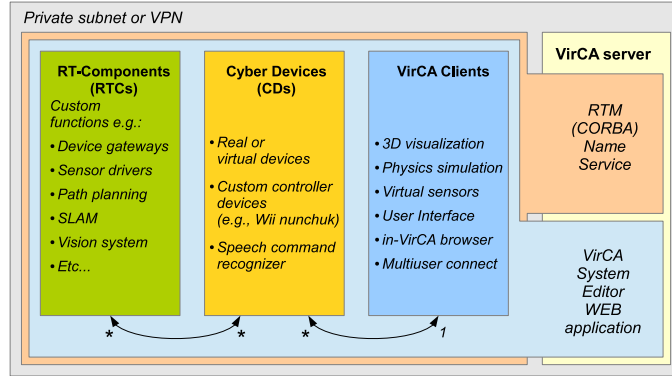 Private subnet or VPN
RT-Components
(RTCs)
Custom
functions e.g.:
• Device gateways
• Sensor drivers
• Path planning
• SLAM
• Vision system
• Etc...
Cyber Devices
(CDs)
• Real or
virtual devices
• Custom controller
devices
(e.g., Wii nunchuk)
• Speech command
recognizer
VirCA Clients
• 3D visualization
• Physics simulation
• Virtual sensors
• User Interface
• in-VirCA browser
• Multiuser connect
VirCA server
RTM
(CORBA)
Name
Service
VirCA
System
Editor
WEB
application
* * * 1